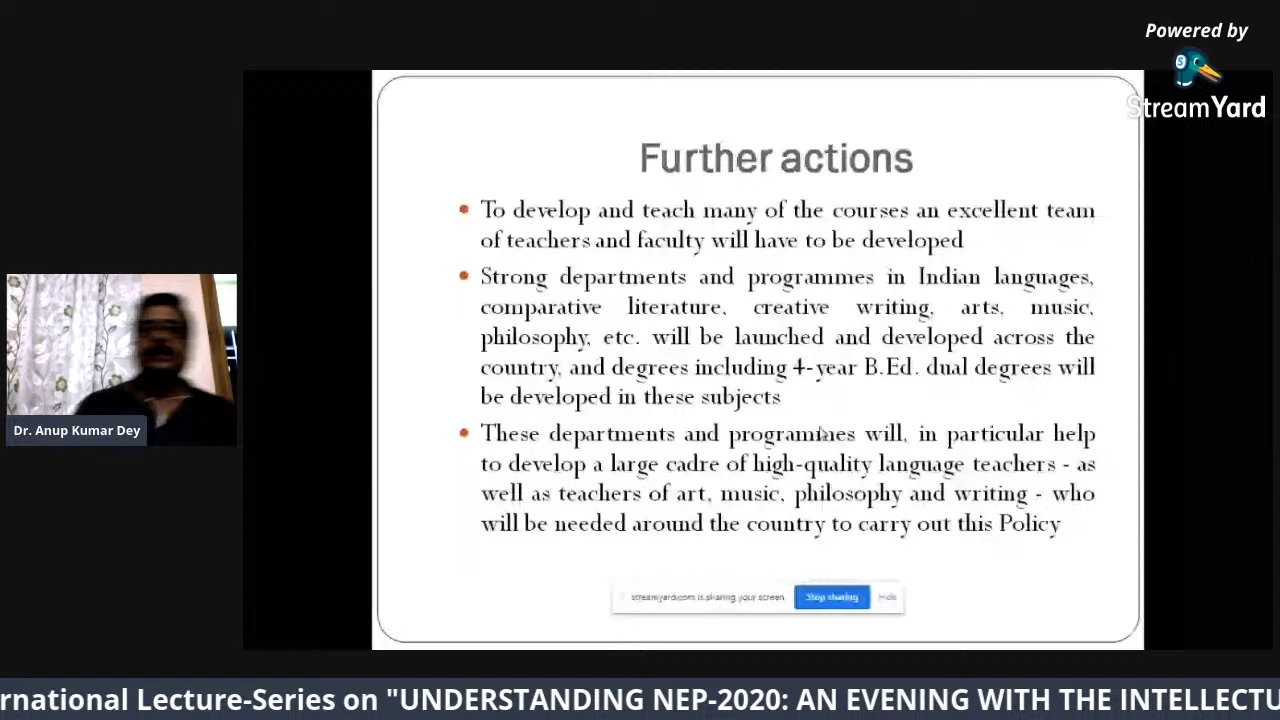 Powered by
StreamYard
Further actions
• To develop and teach many of the courses an excellent team
of teachers and faculty will have to be developed
• Strong departments and programmes in Indian languages,
comparative literature, creative writing, arts, music,
philosophy, etc. will be launched and developed across the
country, and degrees including 4-year B.Ed. dual degrees will
be developed in these subjects
• These departments and programmes will, in particular help
to develop a large cadre of high-quality language teachers - as
well as teachers of art, music, philosophy and writing - who
will be needed around the country to carry out this Policy
Dr. Anup Kumar Dey
streamyard.com is sharing your screen
Stop sharing
Hide
rnational Lecture-Series on "UNDERSTANDING NEP-2020: AN EVENING WITH THE INTELLECTU